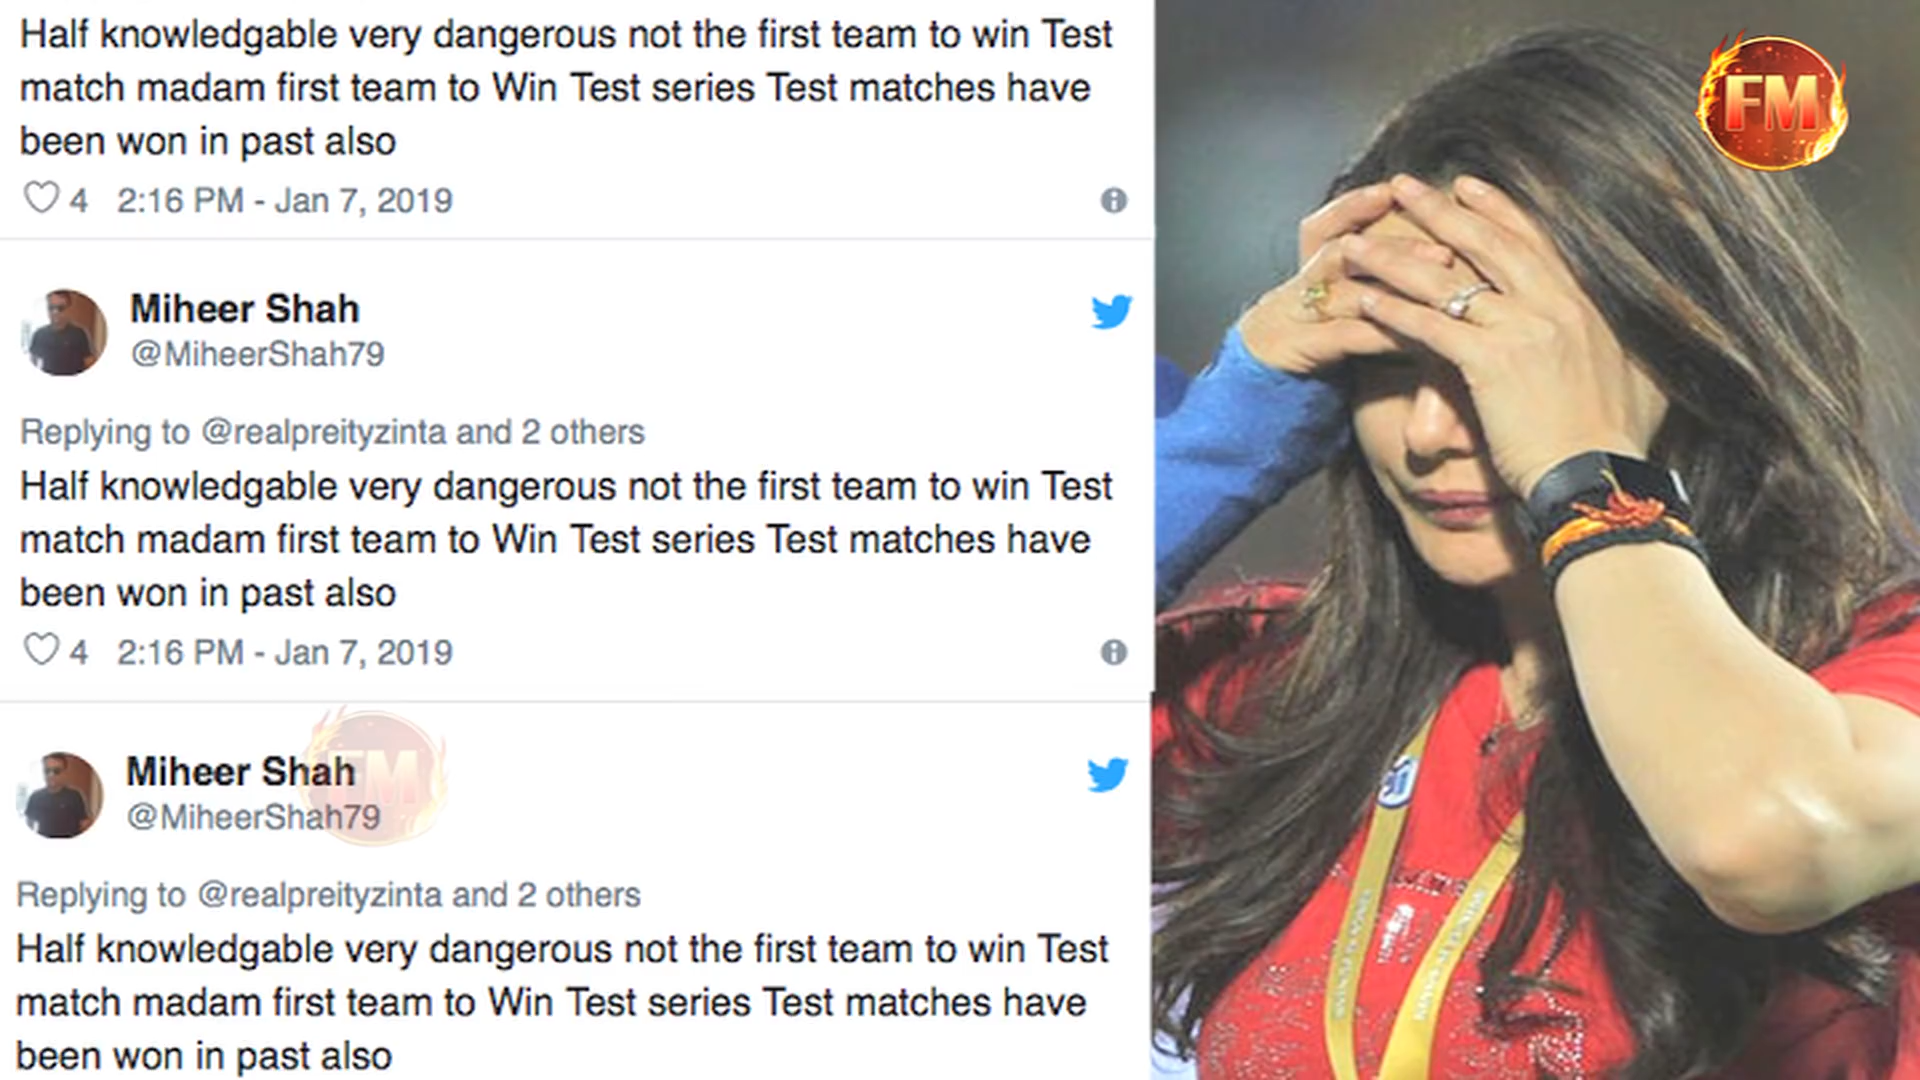 Half knowledgable very dangerous not the first team to win Test
match madam first team to Win Test series Test matches have
been won in past also
4 2:16 PM - Jan 7, 2019
Miheer Shah
@MiheerShah79
Replying to @realpreityzinta and 2 others
Half knowledgable very dangerous not the first team to win Test
match madam first team to Win Test series Test matches have
been won in past also
4 2:16 PM - Jan 7, 2019
Miheer Shah
@MiheerShah79
Replying to @realpreityzinta and 2 others
Half knowledgable very dangerous not the first team to win Test
match madam first team to Win Test series Test matches have
been won in past also
FM
FM